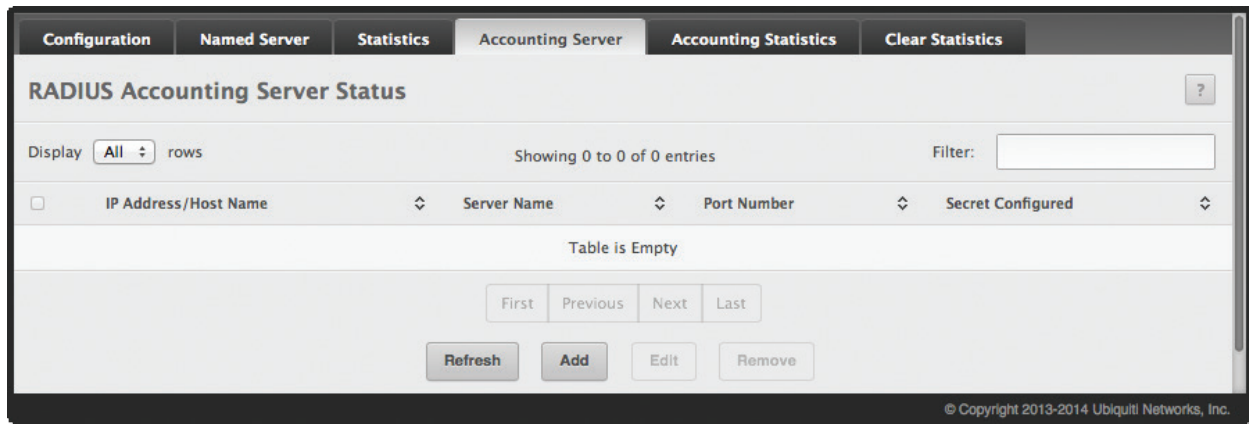 Configuration Named Server Statistics Accounting Server Accounting Statistics Clear Statistics
RADIUS Accounting Server Status ?
Display All rows Showing 0 to 0 of 0 entries Filter:
IP Address/Host Name Server Name Port Number Secret Configured
Table is Empty
First Previous Next Last
Refresh Add Edit Remove
© Copyright 2013-2014 Ubiquiti Networks, Inc.